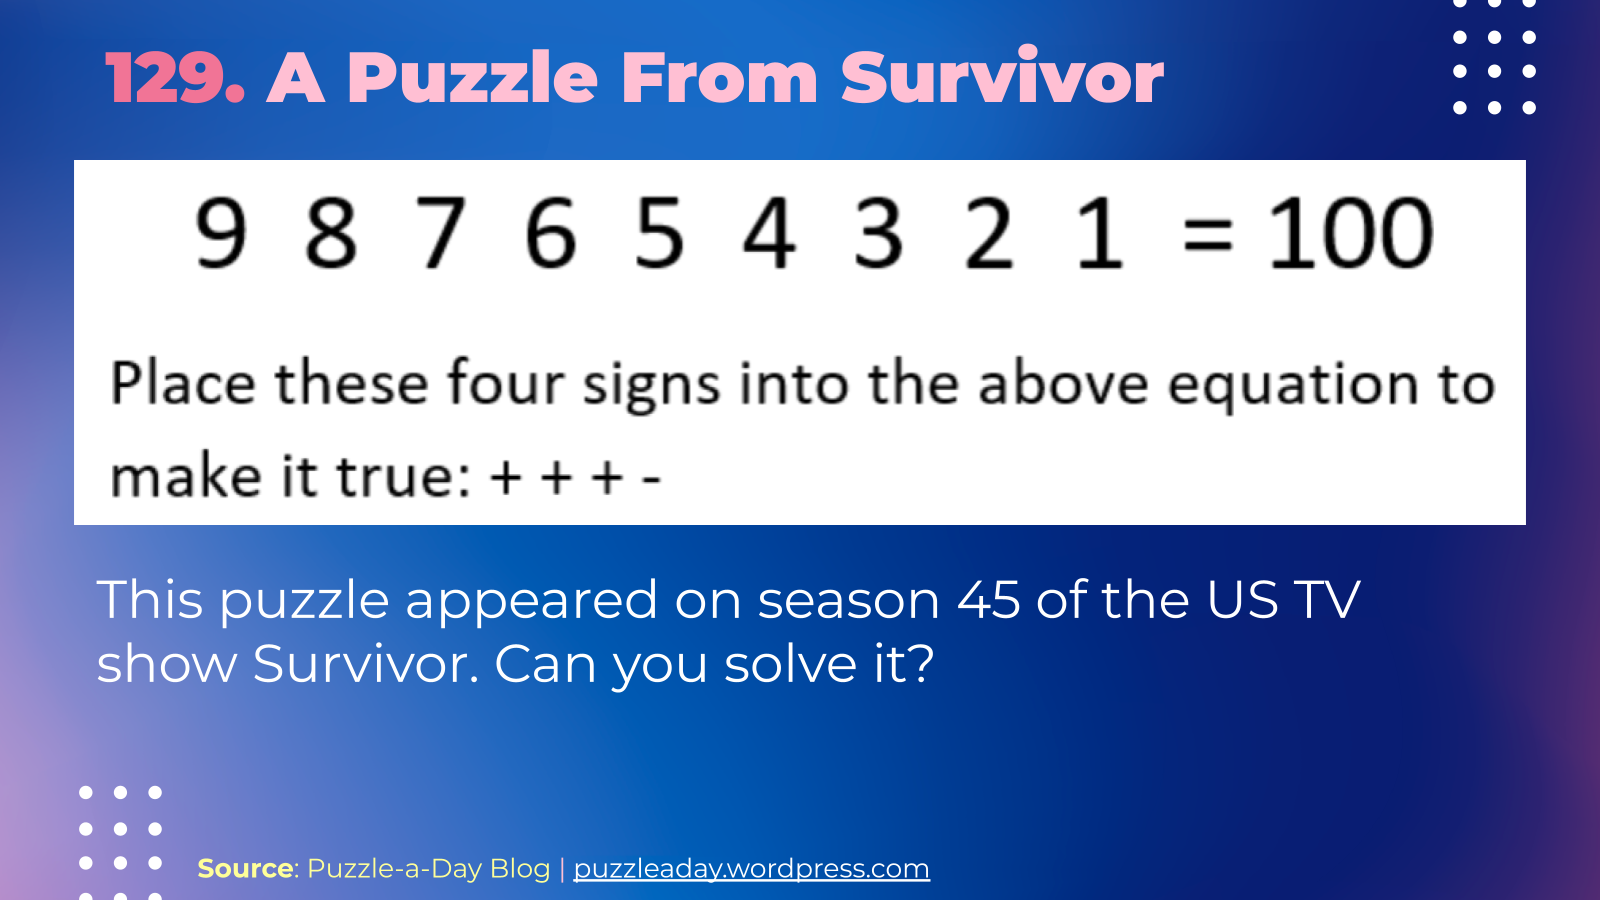 129. A Puzzle From Survivor
9 8 7 6 5 4 3 2 1 = 100
Place these four signs into the above equation to
make it true: + + + -
This puzzle appeared on season 45 of the US TV
show Survivor. Can you solve it?
Source: Puzzle-a-Day Blog | puzzleaday.wordpress.com